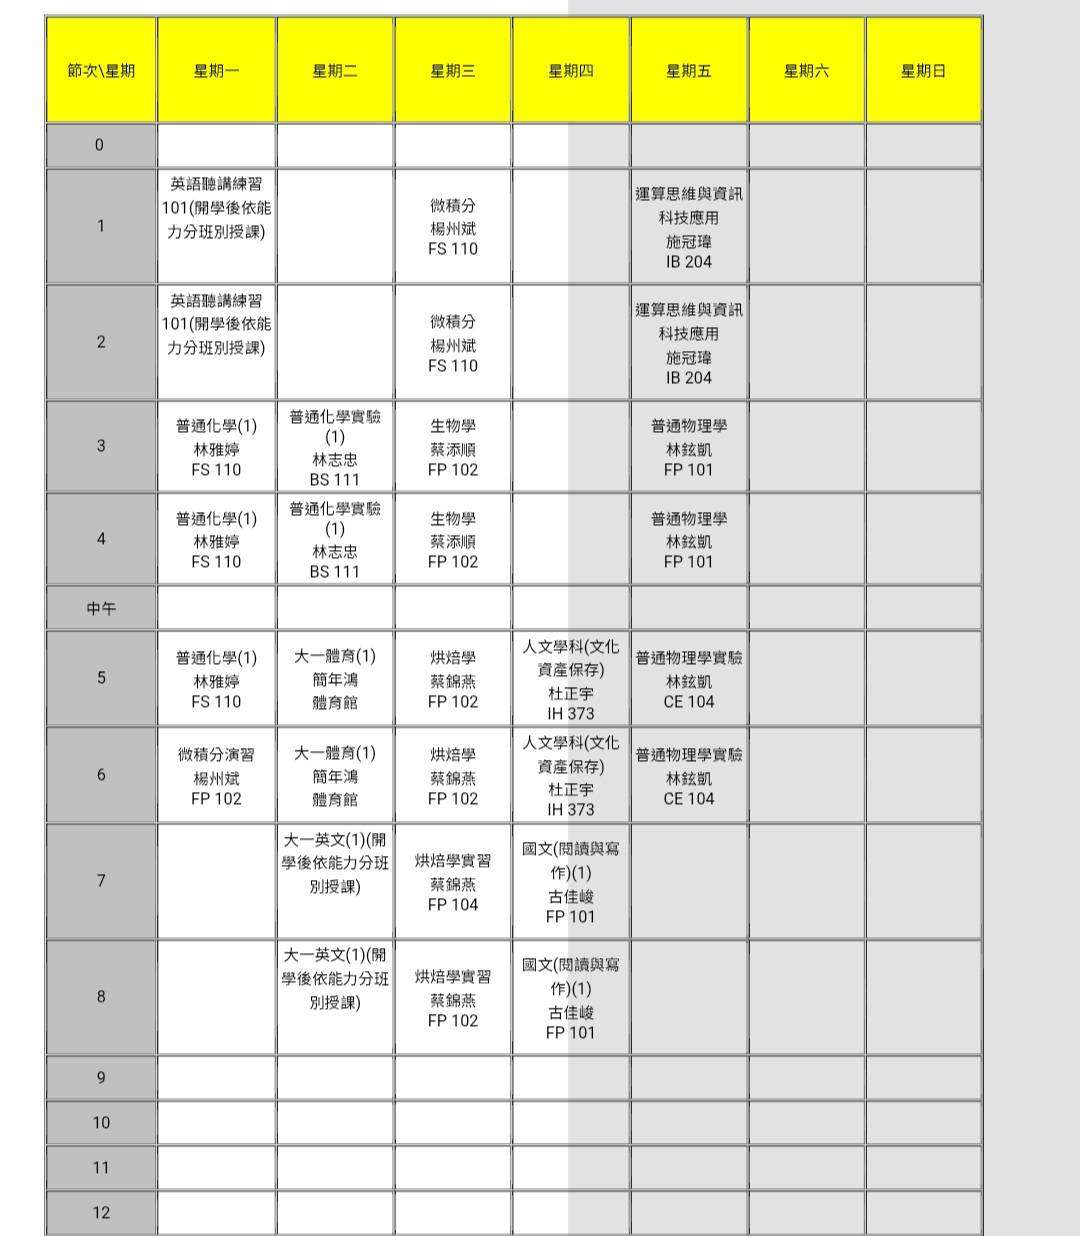 節次\星期 星期一 星期二 星期三 星期四 星期五 星期六 星期日
0
1
英語聽講練習
101(開學後依能
力分班別授課)
微積分
楊州斌
FS 110
運算思維與資訊
科技應用
施冠瑋
IB 204
2
英語聽講練習
101(開學後依能
力分班別授課)
微積分
楊州斌
FS 110
運算思維與資訊
科技應用
施冠瑋
IB 204
3
普通化學(1)
林雅婷
FS 110
普通化學實驗
(1)
林志忠
BS 111
生物學
蔡添順
FP 102
普通物理學
林鉉凱
FP 101
4
普通化學(1)
林雅婷
FS 110
普通化學實驗
(1)
林志忠
BS 111
生物學
蔡添順
FP 102
普通物理學
林鉉凱
FP 101
中午
5
普通化學(1)
林雅婷
FS 110
大一體育(1)
簡年鴻
體育館
烘焙學
蔡錦燕
FP 102
人文學科(文化
資產保存)
杜正宇
IH 373
普通物理學實驗
林鉉凱
CE 104
6
微積分演習
楊州斌
FP 102
大一體育(1)
簡年鴻
體育館
烘焙學
蔡錦燕
FP 102
人文學科(文化
資產保存)
杜正宇
IH 373
普通物理學實驗
林鉉凱
CE 104
7
大一英文(1)(開
學後依能力分班
別授課)
烘焙學實習
蔡錦燕
FP 104
國文(閱讀與寫
作)(1)
古佳峻
FP 101
8
大一英文(1)(開
學後依能力分班
別授課)
烘焙學實習
蔡錦燕
FP 102
國文(閱讀與寫
作)(1)
古佳峻
FP 101
9
10
11
12